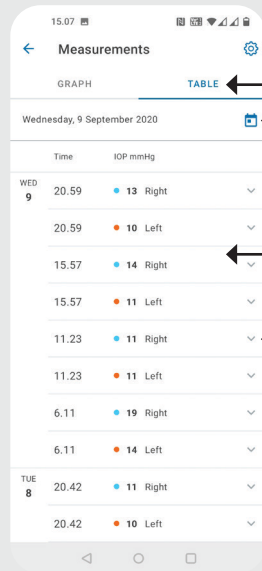 15.07
Measurements
GRAPH TABLE
Wednesday, 9 September 2020
Time IOP mmHg
WED
9
20.59 13 Right
20.59 10 Left
15.57 14 Right
15.57 11 Left
11.23 11 Right
11.23 11 Left
6.11 19 Right
6.11 14 Left
TUE
8
20.42 11 Right
20.42 10 Left